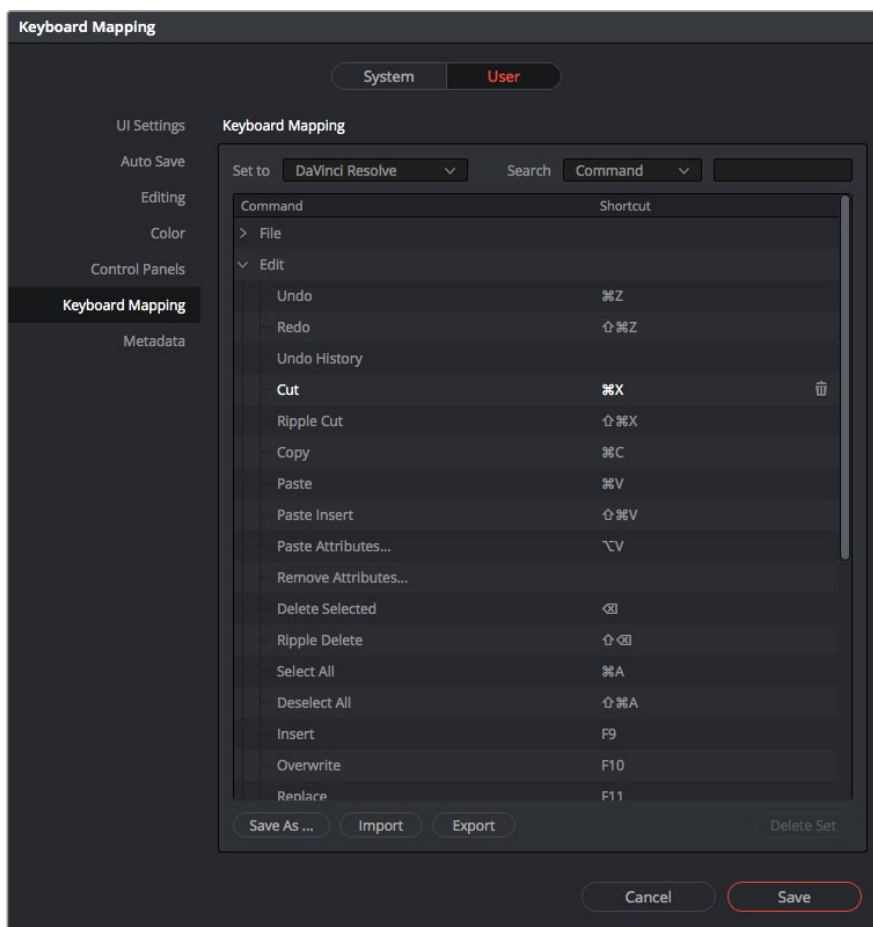 Keyboard Mapping
System User
UI Settings
Auto Save
Editing
Color
Control Panels
Keyboard Mapping
Metadata
Keyboard Mapping
Set to DaVinci Resolve Search Command
Command Shortcut
File
Edit
Undo ⌘Z
Redo ⇧⌘Z
Undo History
Cut ⌘X
Ripple Cut ⇧⌘X
Copy ⌘C
Paste ⌘V
Paste Insert ⇧⌘V
Paste Attributes... ⌥V
Remove Attributes...
Delete Selected ⌫
Ripple Delete ⇧⌫
Select All ⌘A
Deselect All ⇧⌘A
Insert F9
Overwrite F10
Replace F11
Save As ... Import Export Delete Set
Cancel Save